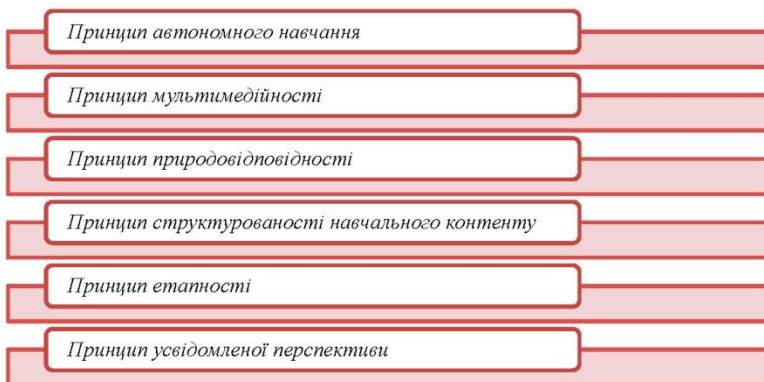 Принцип автономного навчання
Принцип мультимедійності
Принцип природовідповідності
Принцип структурованості навчального контенту
Принцип етапності
Принцип усвідомленої перспективи